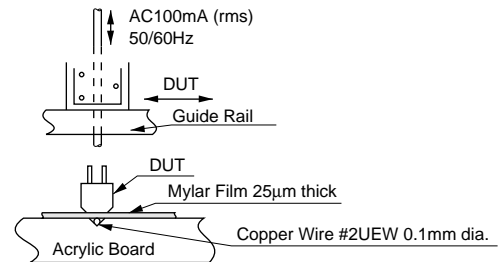 AC100mA (rms)
50/60Hz
DUT
Guide Rail
DUT
Mylar Film 25μm thick
Copper Wire #2UEW 0.1mm dia.
Acrylic Board